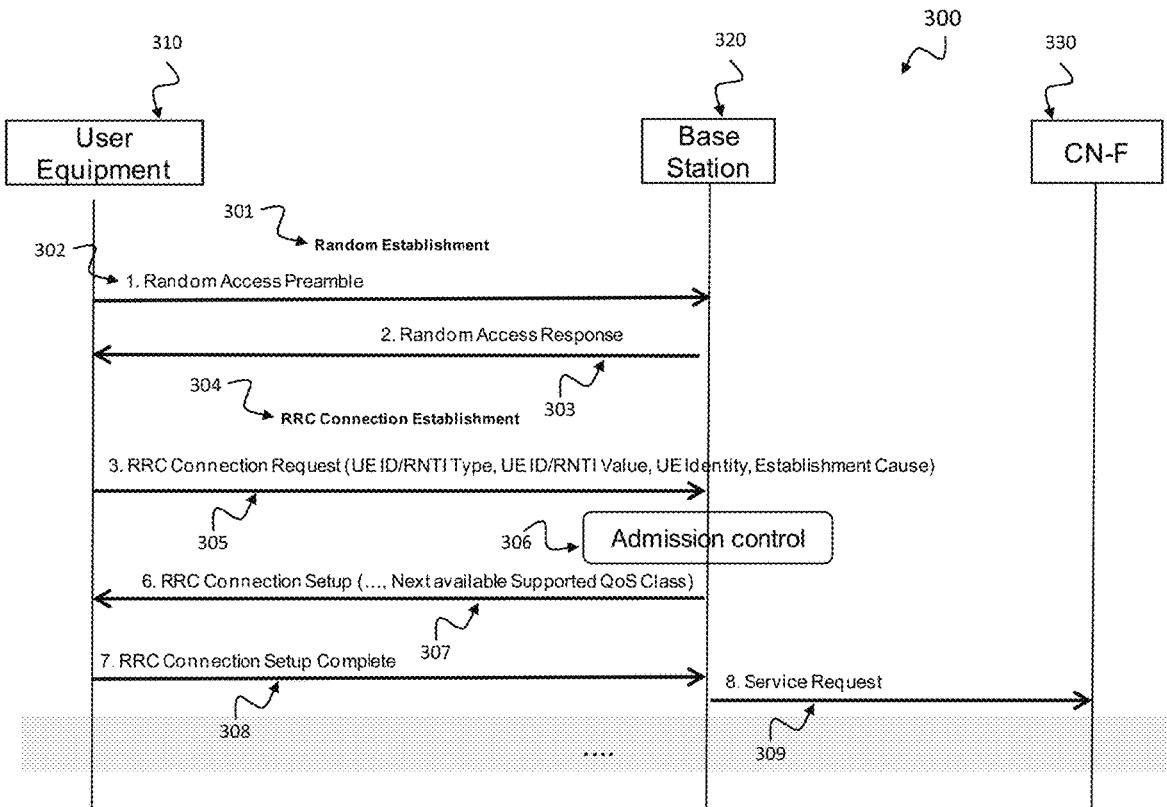 300
310
320
330
User
Equipment
Base
Station
CN-F
301
Random Establishment
302
1. Random Access Preamble
2. Random Access Response
303
304
RRC Connection Establishment
3. RRC Connection Request (UE ID/RNTI Type, UE ID/RNTI Value, UE Identity, Establishment Cause)
305
306
Admission control
6. RRC Connection Setup (..., Next available Supported QoS Class)
307
7. RRC Connection Setup Complete
308
8. Service Request
309
....